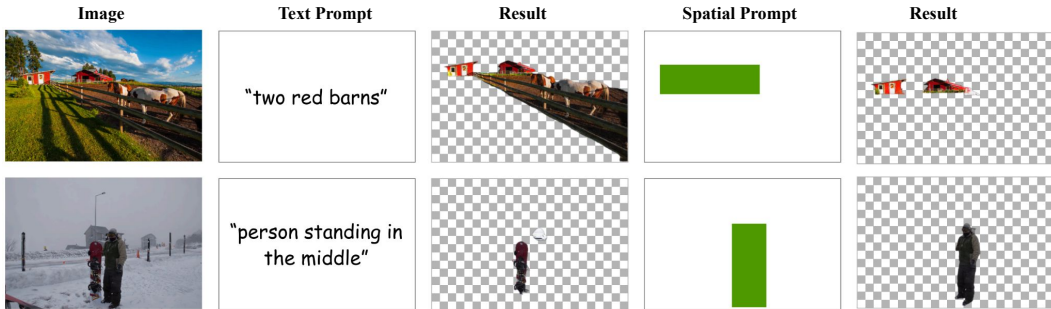 Image Text Prompt Result Spatial Prompt Result
“two red barns”
“person standing in
the middle”